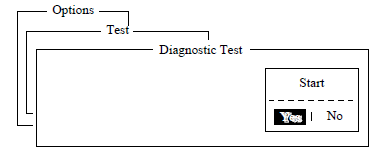 Options
Test
Diagnostic Test
Start
Yes | No